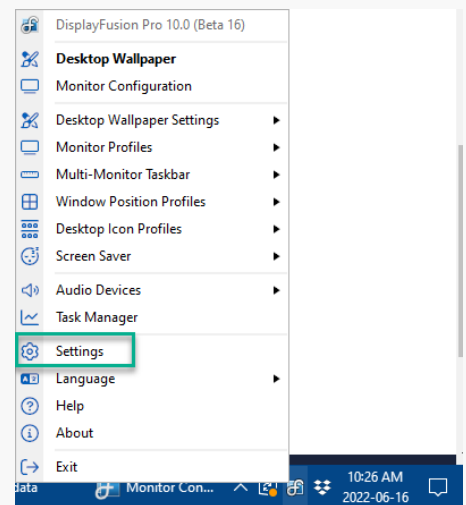 DisplayFusion Pro 10.0 (Beta 16)
Desktop Wallpaper
Monitor Configuration
Desktop Wallpaper Settings
Monitor Profiles
Multi-Monitor Taskbar
Window Position Profiles
Desktop Icon Profiles
Screen Saver
Audio Devices
Task Manager
Settings
Language
Help
About
Exit
data
Monitor Con...
10:26 AM
2022-06-16